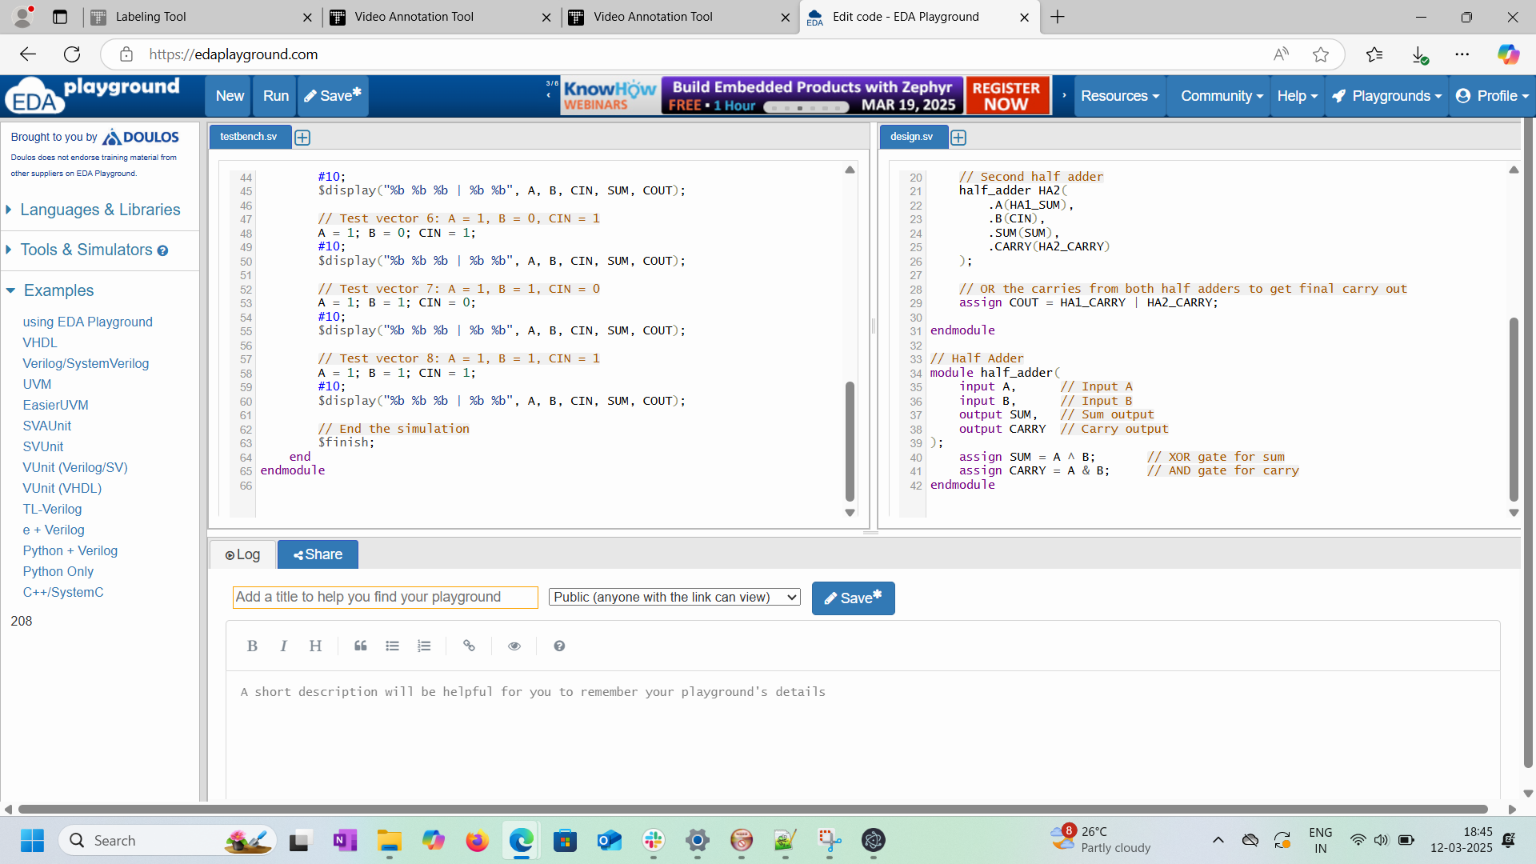 Labeling Tool
Video Annotation Tool
Video Annotation Tool
Edit code - EDA Playground
https://edaplayground.com
EDA playground
New
Run
Save*
3/6
KnowHow WEBINARS
Build Embedded Products with Zephyr
FREE • 1 Hour
MAR 19, 2025
REGISTER NOW
Resources
Community
Help
Playgrounds
Profile
Brought to you by DOULOS
Doulos does not endorse training material from
other suppliers on EDA Playground.
Languages & Libraries
Tools & Simulators
Examples
using EDA Playground
VHDL
Verilog/SystemVerilog
UVM
EasierUVM
SVAUnit
SVUnit
VUnit (Verilog/SV)
VUnit (VHDL)
TL-Verilog
e + Verilog
Python + Verilog
Python Only
C++/SystemC
208
testbench.sv
44 #10;
45 $display("%b %b %b | %b %b", A, B, CIN, SUM, COUT);
46
47 // Test vector 6: A = 1, B = 0, CIN = 1
48 A = 1; B = 0; CIN = 1;
49 #10;
50 $display("%b %b %b | %b %b", A, B, CIN, SUM, COUT);
51
52 // Test vector 7: A = 1, B = 1, CIN = 0
53 A = 1; B = 1; CIN = 0;
54 #10;
55 $display("%b %b %b | %b %b", A, B, CIN, SUM, COUT);
56
57 // Test vector 8: A = 1, B = 1, CIN = 1
58 A = 1; B = 1; CIN = 1;
59 #10;
60 $display("%b %b %b | %b %b", A, B, CIN, SUM, COUT);
61
62 // End the simulation
63 $finish;
64 end
65 endmodule
66
design.sv
20 // Second half adder
21 half_adder HA2(
22 .A(HA1_SUM),
23 .B(CIN),
24 .SUM(SUM),
25 .CARRY(HA2_CARRY)
26 );
27
28 // OR the carries from both half adders to get final carry out
29 assign COUT = HA1_CARRY | HA2_CARRY;
30
31 endmodule
32
33 // Half Adder
34 module half_adder(
35 input A, // Input A
36 input B, // Input B
37 output SUM, // Sum output
38 output CARRY // Carry output
39 );
40 assign SUM = A ^ B; // XOR gate for sum
41 assign CARRY = A & B; // AND gate for carry
42 endmodule
Log
Share
Add a title to help you find your playground
Public (anyone with the link can view)
Save*
B I H
A short description will be helpful for you to remember your playground's details
Search
8
26°C
Partly cloudy
ENG
IN
18:45
12-03-2025